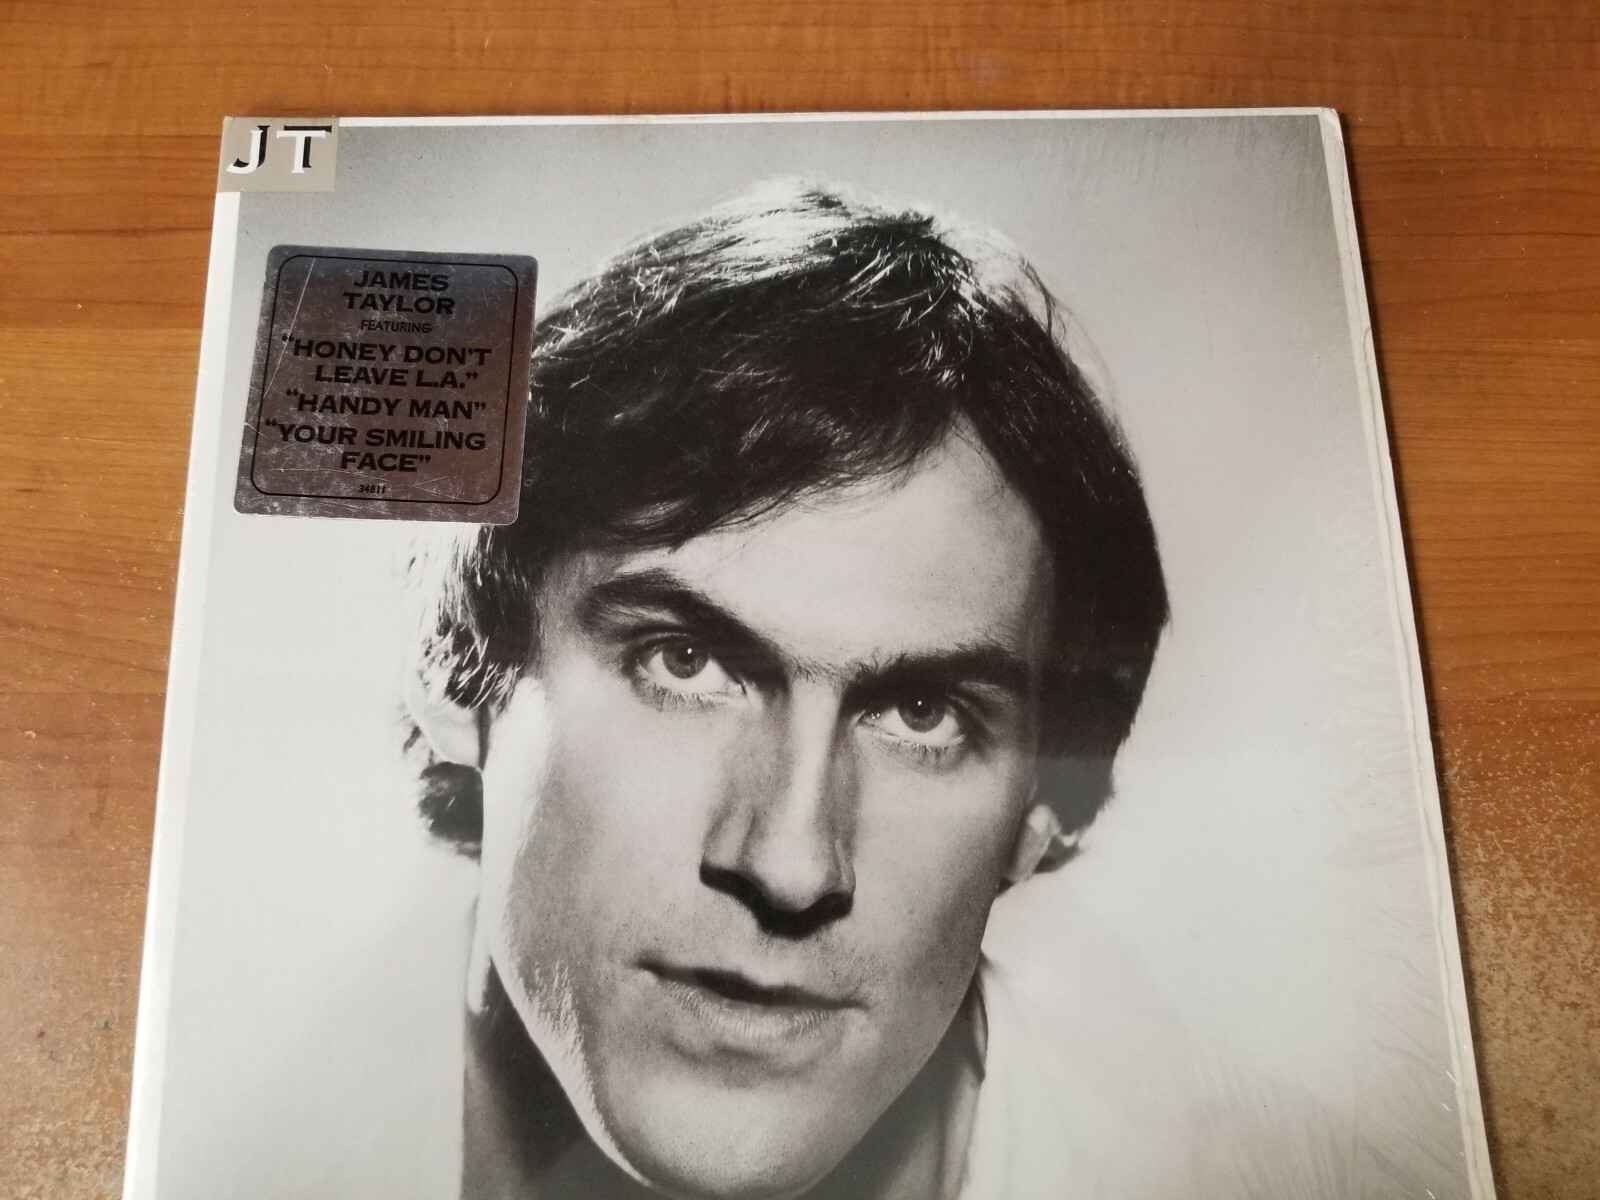 JT
JAMES
TAYLOR
FEATURING
“HONEY DON'T
LEAVE L.A.”
“HANDY MAN”
“YOUR SMILING
FACE”
34811